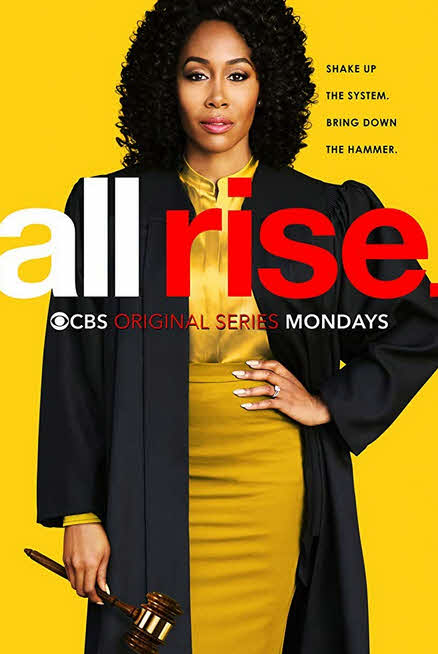 SHAKE UP
THE SYSTEM.
BRING DOWN
THE HAMMER.
all rise.
CBS ORIGINAL SERIES MONDAYS